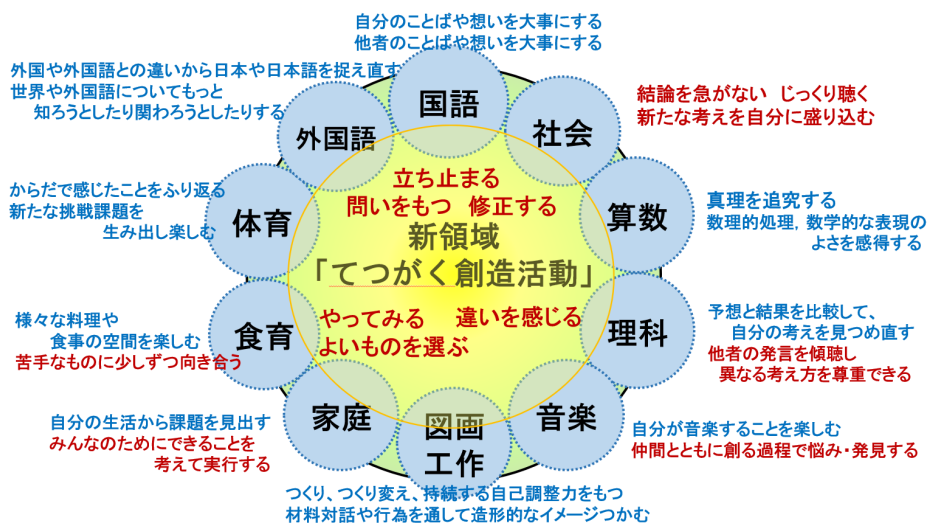 自分のことばや想いを大事にする
他者のことばや想いを大事にする
国語
外国や外国語との違いから日本や日本語を捉え直す
世界や外国語についてもっと
知ろうとしたり関わろうとしたりする
外国語
社会
結論を急がない じっくり聴く
新たな考えを自分に盛り込む
からだで感じたことをふり返る
新たな挑戦課題を
生み出し楽しむ
体育
算数
真理を追究する
数理的処理，数学的な表現の
よさを感得する
立ち止まる
問いをもつ 修正する
新領域
「てつがく創造活動」
やってみる 違いを感じる
よいものを選ぶ
様々な料理や
食事の空間を楽しむ
苦手なものに少しずつ向き合う
食育
理科
予想と結果を比較して、
自分の考えを見つめ直す
他者の発言を傾聴し
異なる考え方を尊重できる
自分の生活から課題を見出す
みんなのためにできることを
考えて実行する
家庭
図画
工作
音楽
自分が音楽することを楽しむ
仲間とともに創る過程で悩み・発見する
つくり、つくり変え、持続する自己調整力をもつ
材料対話や行為を通して造形的なイメージつかむ